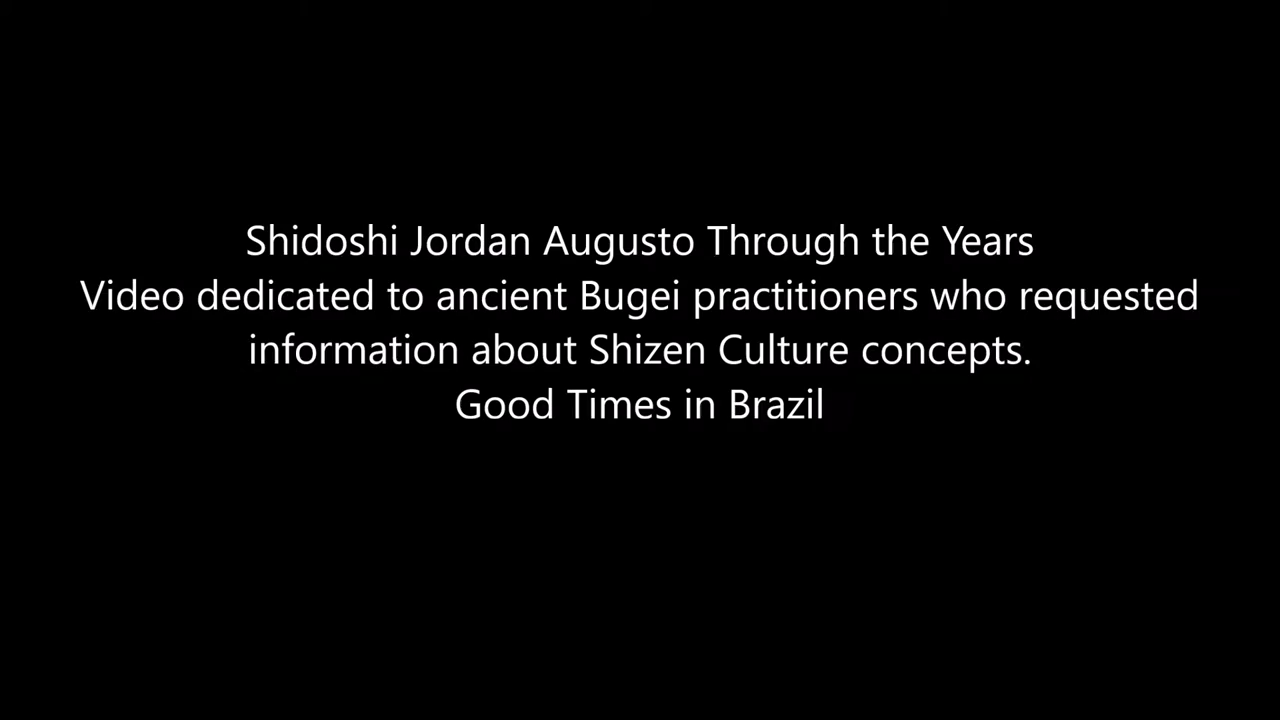 Shidoshi Jordan Augusto Through the Years
Video dedicated to ancient Bugei practitioners who requested
information about Shizen Culture concepts.
Good Times in Brazil